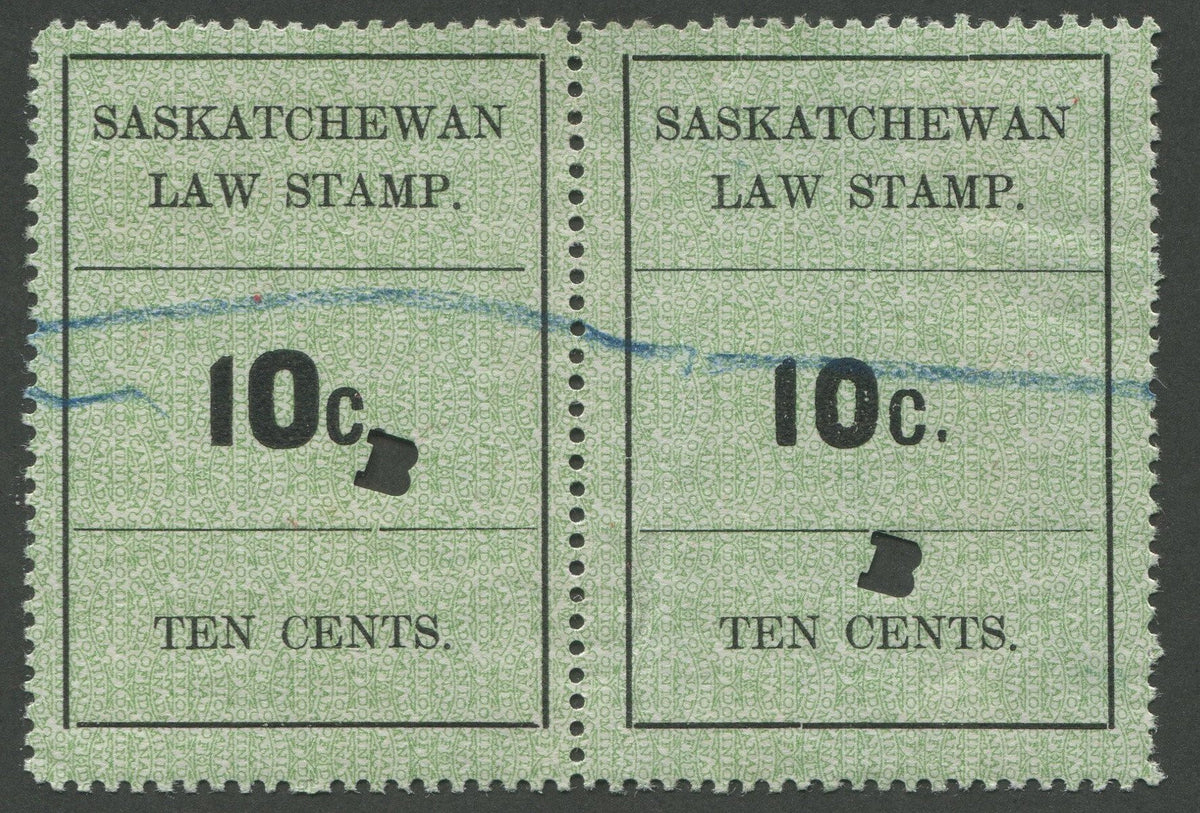 SASKATCHEWAN
LAW STAMP.
10c
B
TEN CENTS.
SASKATCHEWAN
LAW STAMP.
10c.
B
TEN CENTS.